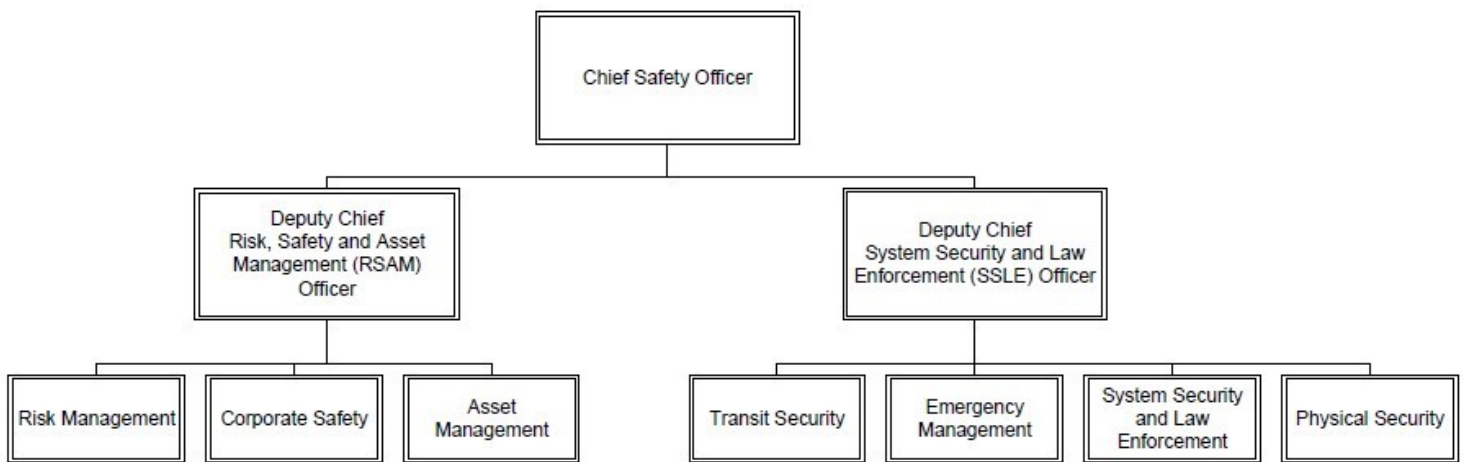 Chief Safety Officer
Deputy Chief
Risk, Safety and Asset
Management (RSAM)
Officer
Deputy Chief
System Security and Law
Enforcement (SSLE) Officer
Risk Management
Corporate Safety
Asset
Management
Transit Security
Emergency
Management
System Security
and Law
Enforcement
Physical Security